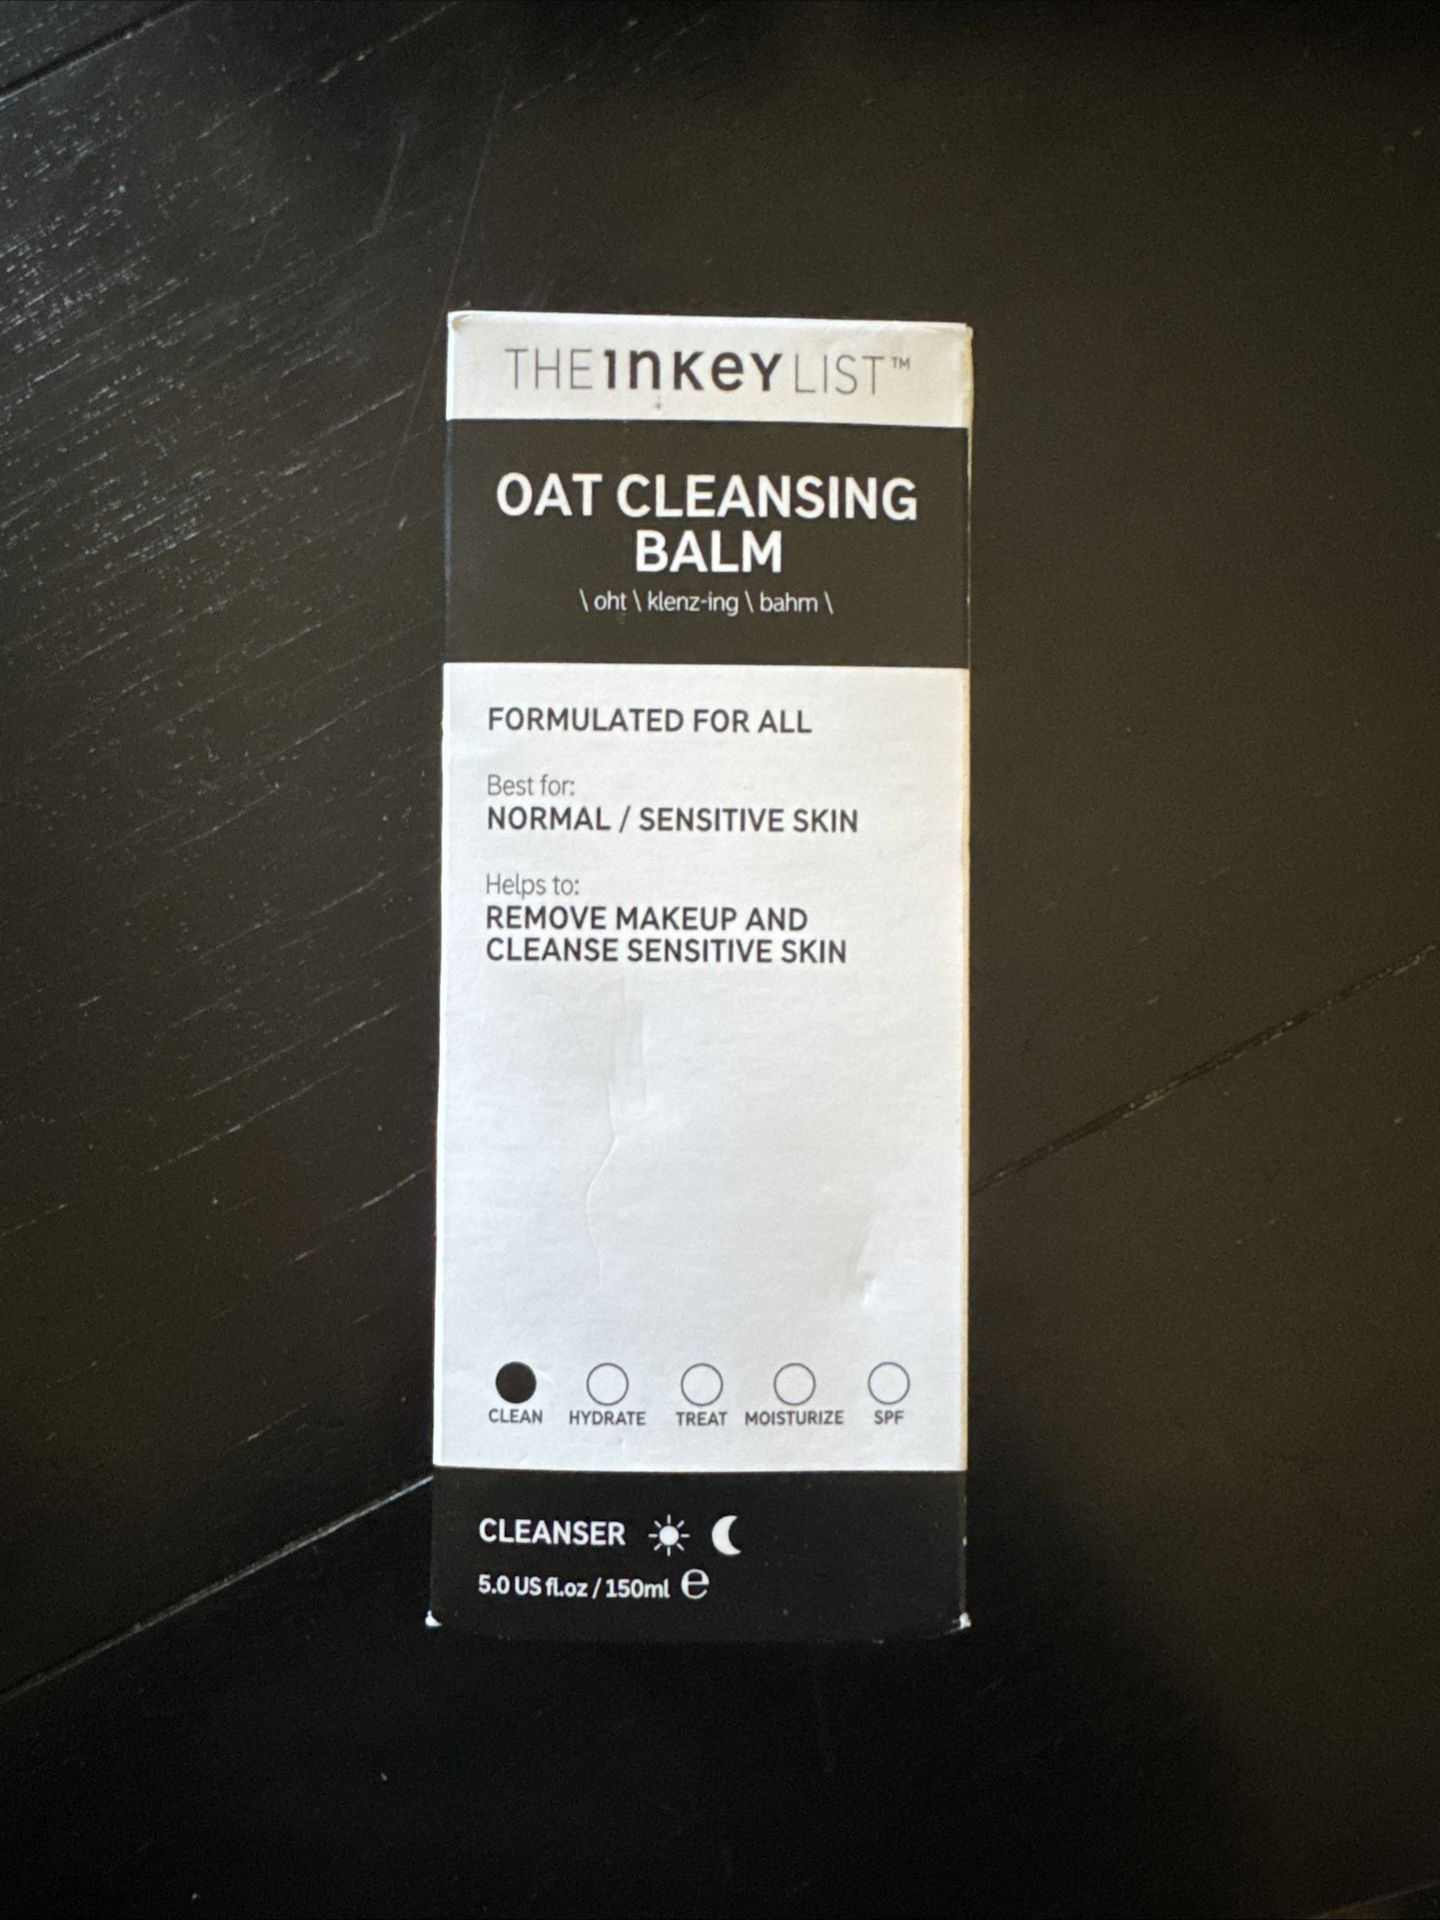 THE INKEY LIST™
OAT CLEANSING
BALM
\ oht \ klenz-ing \ bahm \
FORMULATED FOR ALL
Best for:
NORMAL / SENSITIVE SKIN
Helps to:
REMOVE MAKEUP AND
CLEANSE SENSITIVE SKIN
CLEAN HYDRATE TREAT MOISTURIZE SPF
CLEANSER
5.0 US fl.oz / 150ml ℮